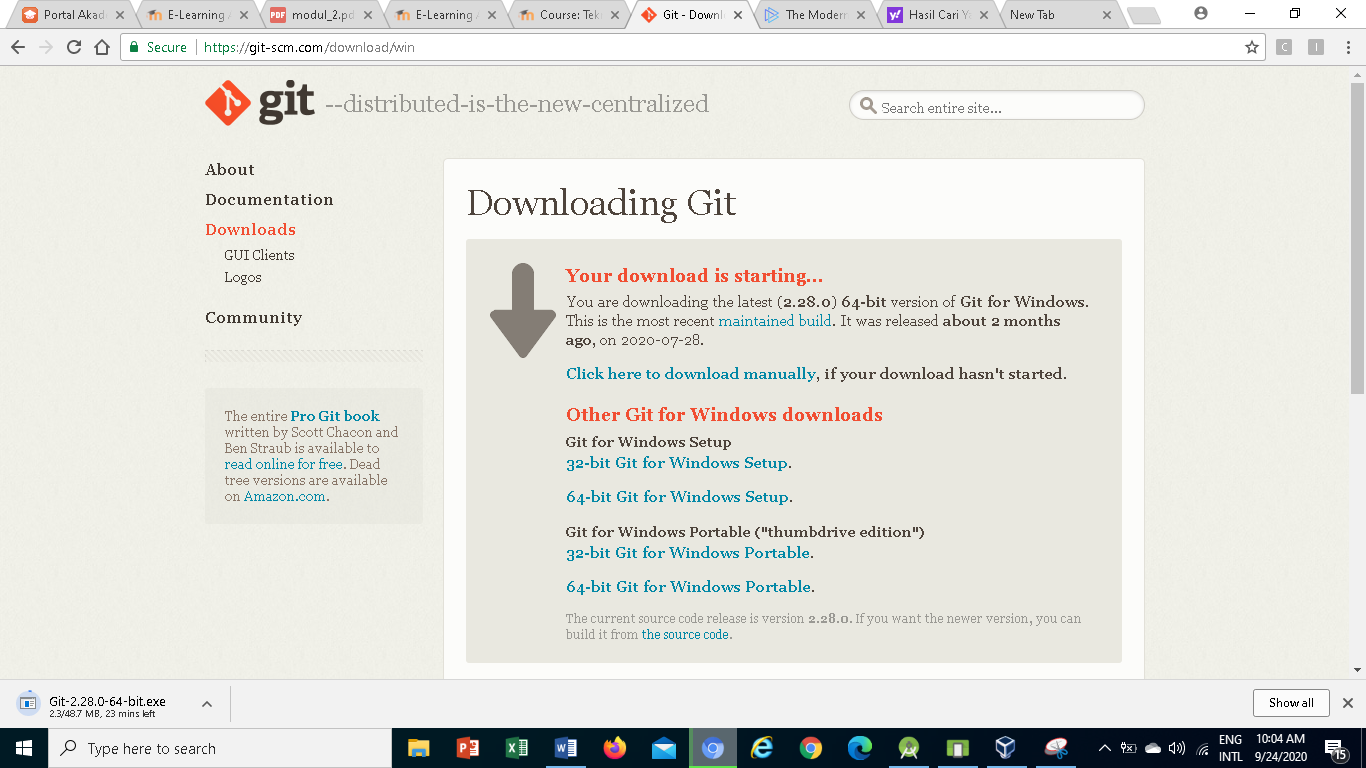 Portal Akad
E-Learning A
modul_2.pd
E-Learning A
Course: Tek
Git - Downl
The Modern
Hasil Cari Y
New Tab
Secure
https://git-scm.com/download/win
git --distributed-is-the-new-centralized
Search entire site...
About
Documentation
Downloads
GUI Clients
Logos
Community
The entire Pro Git book
written by Scott Chacon and
Ben Straub is available to
read online for free. Dead
tree versions are available
on Amazon.com.
Downloading Git
Your download is starting...
You are downloading the latest (2.28.0) 64-bit version of Git for Windows.
This is the most recent maintained build. It was released about 2 months
ago, on 2020-07-28.
Click here to download manually, if your download hasn't started.
Other Git for Windows downloads
Git for Windows Setup
32-bit Git for Windows Setup.
64-bit Git for Windows Setup.
Git for Windows Portable ("thumbdrive edition")
32-bit Git for Windows Portable.
64-bit Git for Windows Portable.
The current source code release is version 2.28.0. If you want the newer version, you can
build it from the source code.
Git-2.28.0-64-bit.exe
2.3/48.7 MB, 23 mins left
Show all
Type here to search
ENG
INTL
10:04 AM
9/24/2020
15